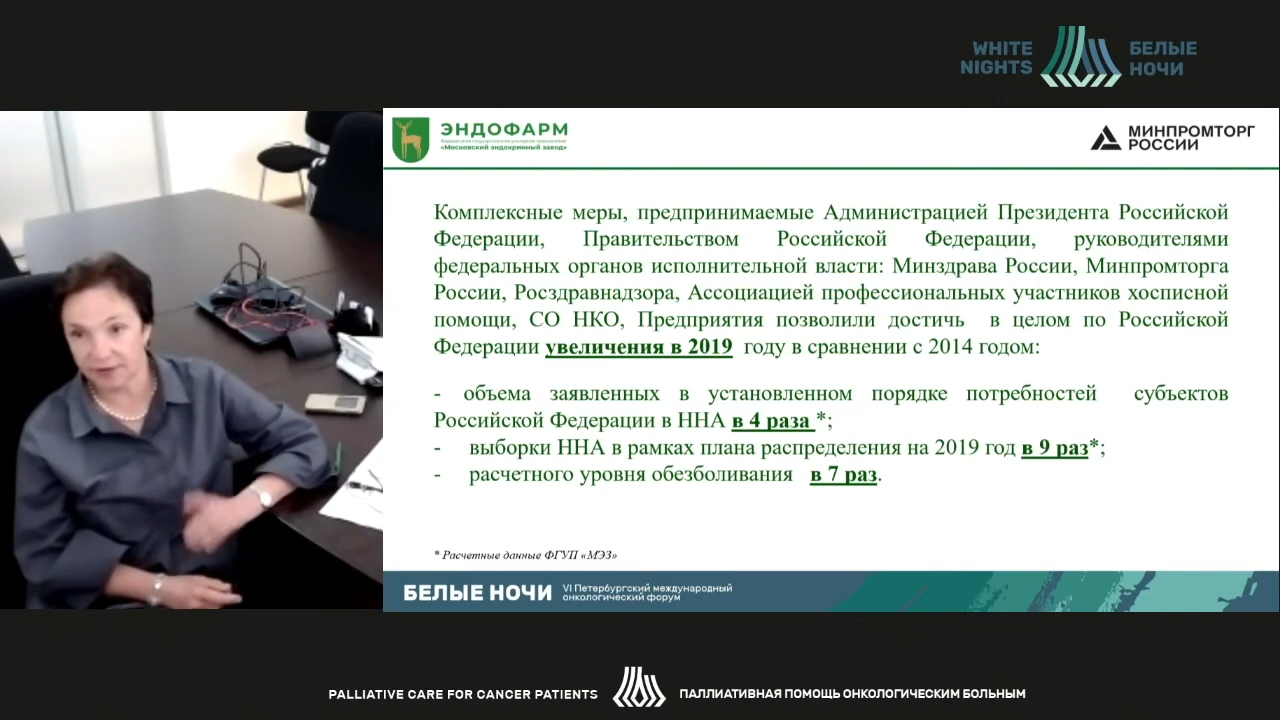 WHITE
NIGHTS
БЕЛЫЕ
НОЧИ
ЭНДОФАРМ
Федеральное государственное унитарное предприятие
«Московский эндокринный завод»
МИНПРОМТОРГ
РОССИИ
Комплексные меры, предпринимаемые Администрацией Президента Российской
Федерации, Правительством Российской Федерации, руководителями
федеральных органов исполнительной власти: Минздрава России, Минпромторга
России, Росздравнадзора, Ассоциацией профессиональных участников хосписной
помощи, СО НКО, Предприятия позволили достичь в целом по Российской
Федерации увеличения в 2019 году в сравнении с 2014 годом:
- объема заявленных в установленном порядке потребностей субъектов
Российской Федерации в ННА в 4 раза *;
- выборки ННА в рамках плана распределения на 2019 год в 9 раз*;
- расчетного уровня обезболивания в 7 раз.
* Расчетные данные ФГУП «МЭЗ»
БЕЛЫЕ НОЧИ
VI Петербургский международный
онкологический форум
PALLIATIVE CARE FOR CANCER PATIENTS
ПАЛЛИАТИВНАЯ ПОМОЩЬ ОНКОЛОГИЧЕСКИМ БОЛЬНЫМ